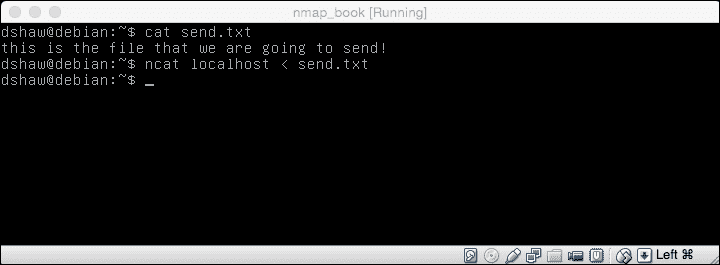 nmap_book [Running]
dshaw@debian:~$ cat send.txt
this is the file that we are going to send!
dshaw@debian:~$ ncat localhost < send.txt
dshaw@debian:~$ _
Left ⌘